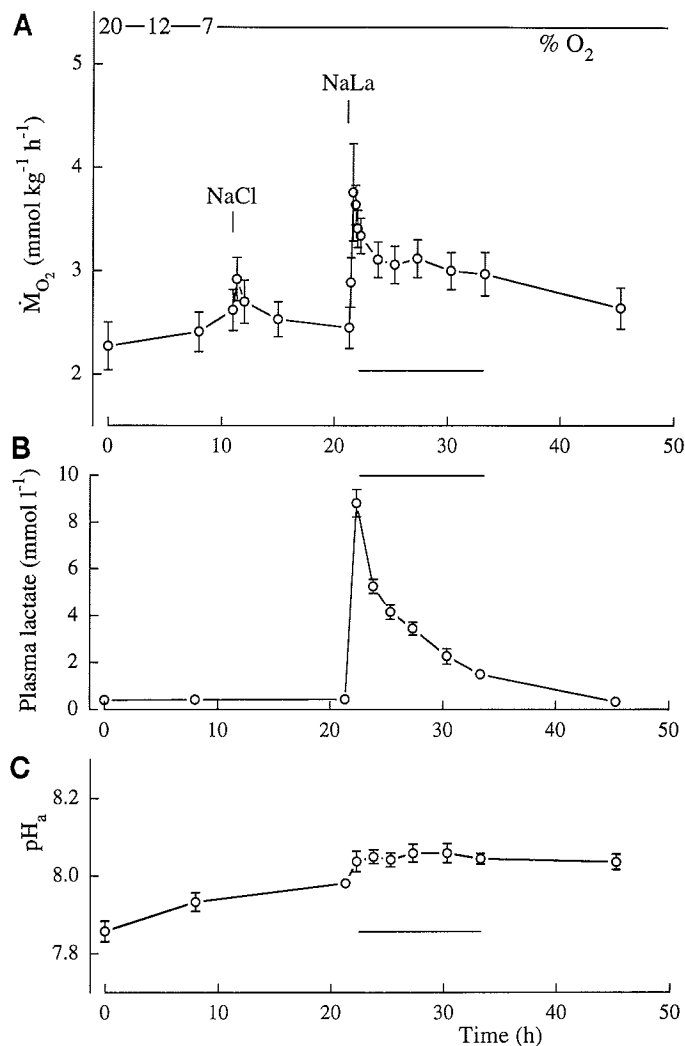 A
20—12—7
% O₂
5
NaLa
4
NaCl
3
2
ṀO₂ (mmol kg⁻¹ h⁻¹)
0 10 20 30 40 50
B
10
8
6
4
2
0
Plasma lactate (mmol l⁻¹)
0 10 20 30 40 50
C
8.2
8.0
7.8
pHₐ
0 10 20 30 40 50
Time (h)